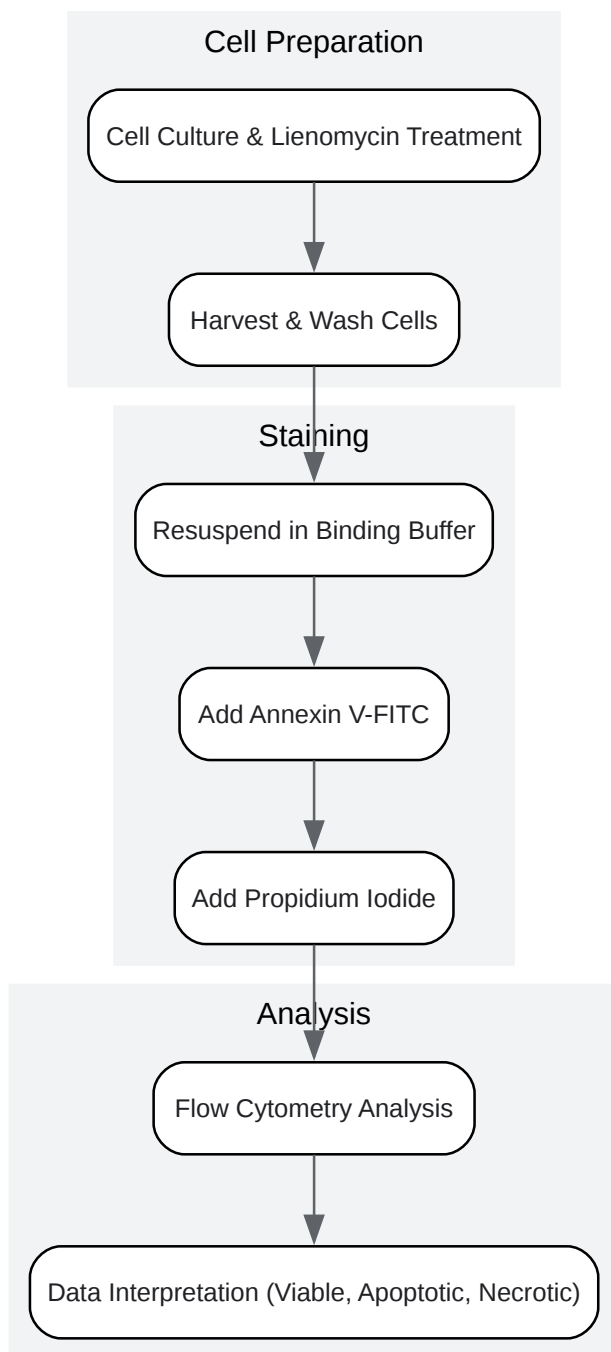 Cell Preparation
Cell Culture & Lienomycin Treatment
Harvest & Wash Cells
Staining
Resuspend in Binding Buffer
Add Annexin V-FITC
Add Propidium Iodide
Analysis
Flow Cytometry Analysis
Data Interpretation (Viable, Apoptotic, Necrotic)